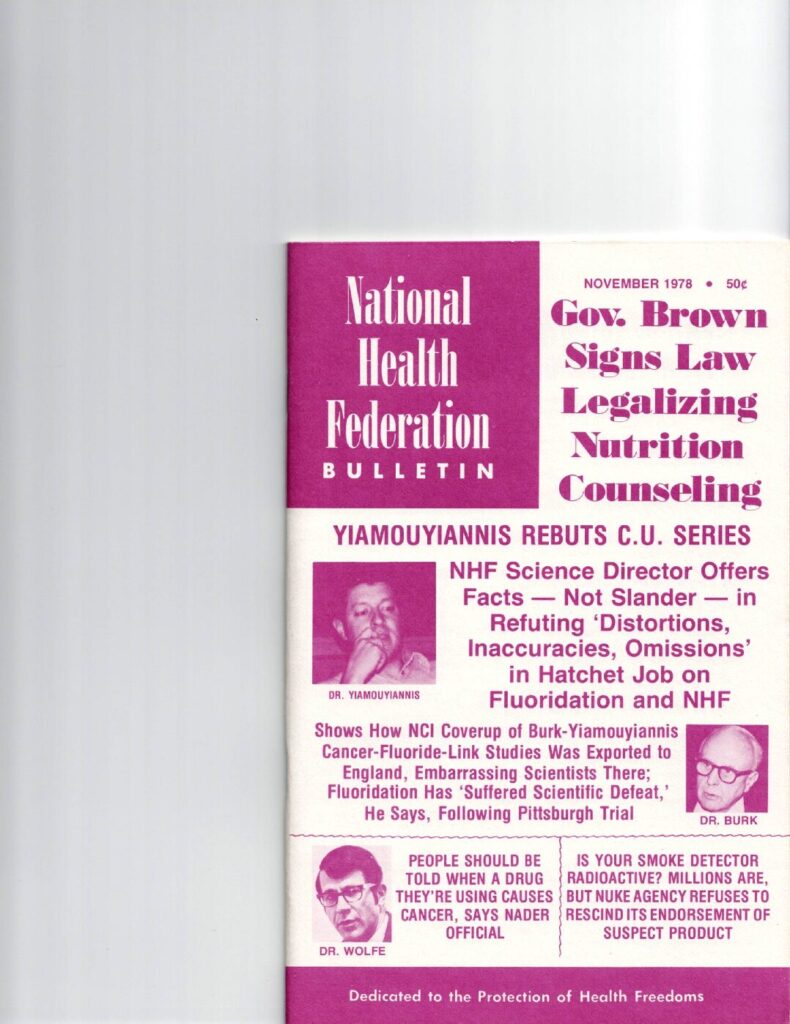 National
Health
Federation
BULLETIN
NOVEMBER 1978 • 50¢
Gov. Brown
Signs Law
Legalizing
Nutrition
Counseling
YIAMOUYIANNIS REBUTS C.U. SERIES
NHF Science Director Offers
Facts — Not Slander — in
Refuting ‘Distortions,
Inaccuracies, Omissions’
in Hatchet Job on
Fluoridation and NHF
DR. YIAMOUYIANNIS
Shows How NCI Coverup of Burk-Yiamouyiannis
Cancer-Fluoride-Link Studies Was Exported to
England, Embarrassing Scientists There;
Fluoridation Has ‘Suffered Scientific Defeat,’
He Says, Following Pittsburgh Trial
DR. BURK
PEOPLE SHOULD BE
TOLD WHEN A DRUG
THEY'RE USING CAUSES
CANCER, SAYS NADER
OFFICIAL
DR. WOLFE
IS YOUR SMOKE DETECTOR
RADIOACTIVE? MILLIONS ARE,
BUT NUKE AGENCY REFUSES TO
RESCIND ITS ENDORSEMENT OF
SUSPECT PRODUCT
Dedicated to the Protection of Health Freedoms